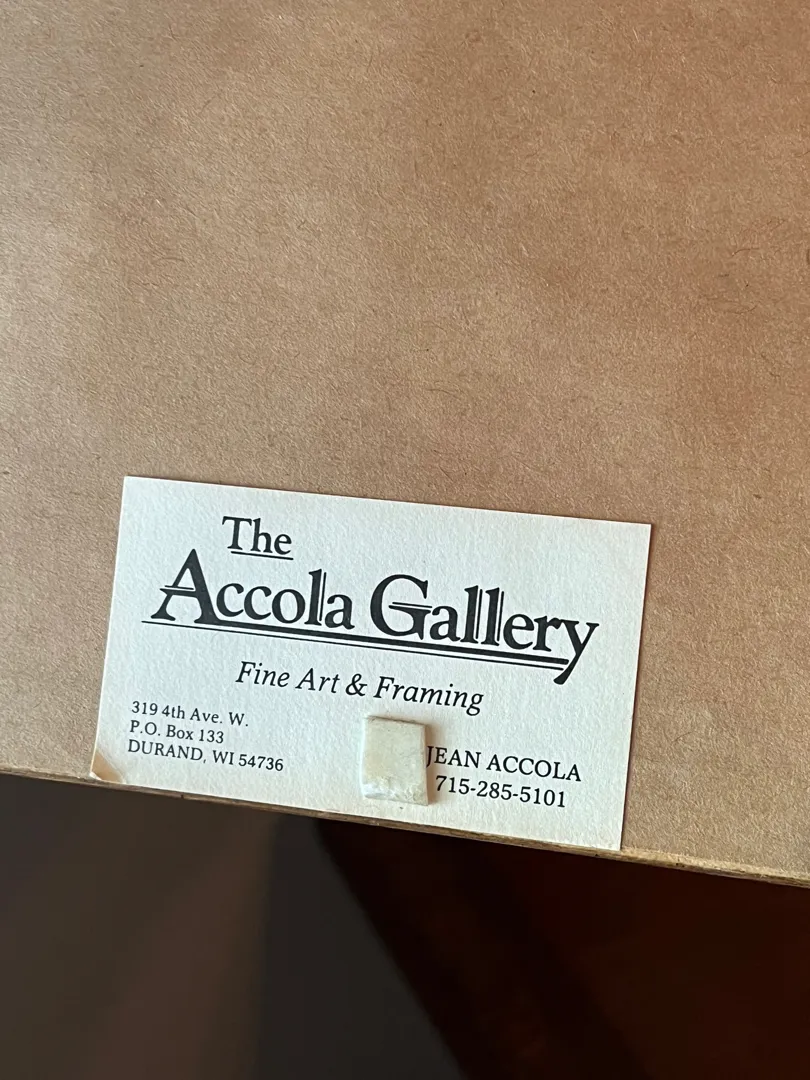 The
Accola Gallery
Fine Art & Framing
319 4th Ave. W.
P.O. Box 133
DURAND, WI 54736
JEAN ACCOLA
715-285-5101